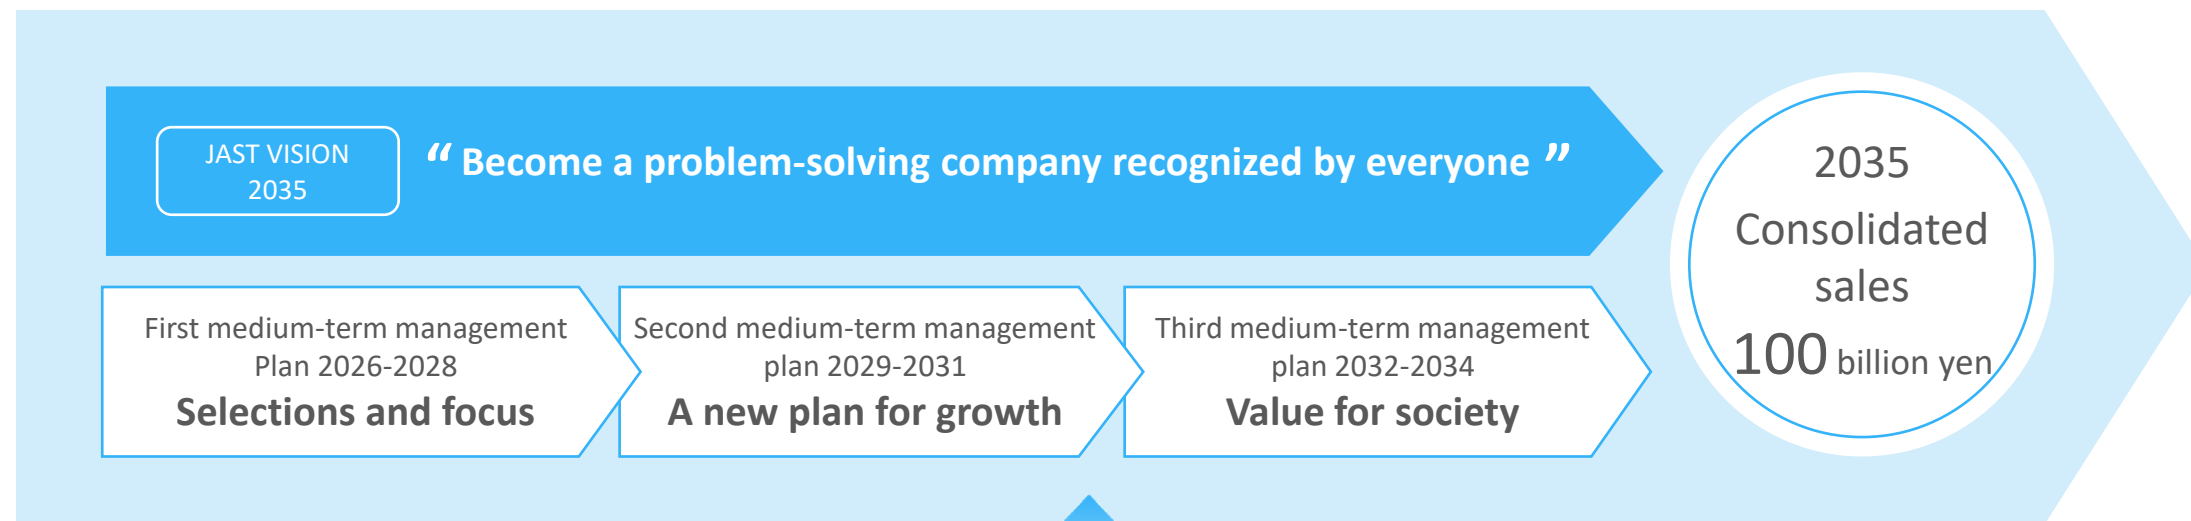 JAST VISION
2035
“ Become a problem-solving company recognized by everyone ”
First medium-term management
Plan 2026-2028
Selections and focus
Second medium-term management
plan 2029-2031
A new plan for growth
Third medium-term management
plan 2032-2034
Value for society
2035
Consolidated
sales
100 billion yen